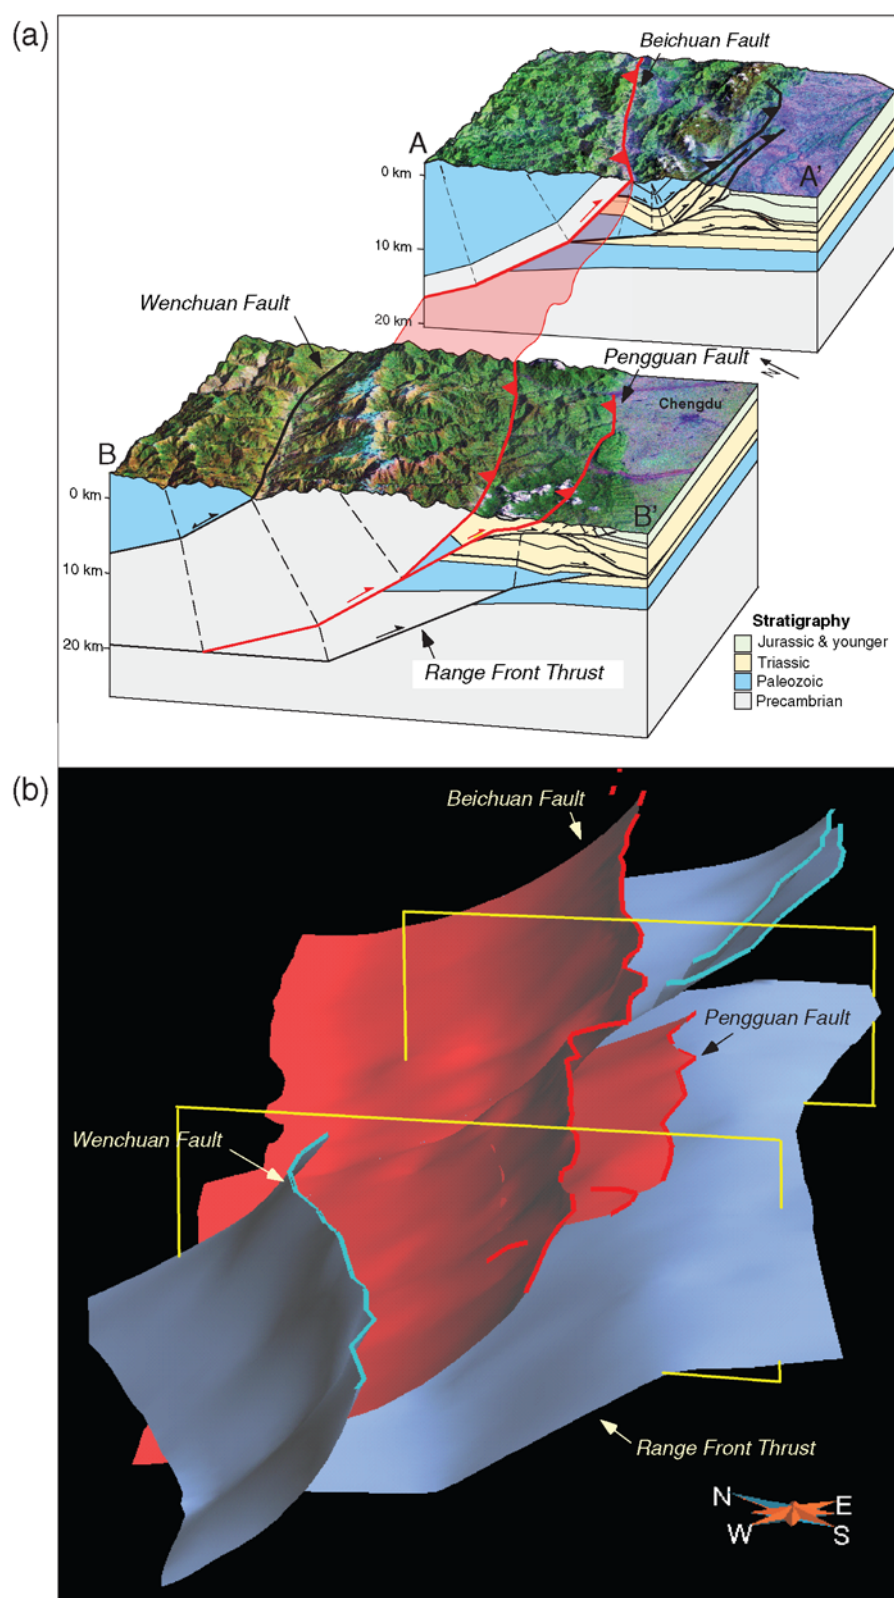 (a)
Beichuan Fault
A
A'
0 km
10 km
20 km
Wenchuan Fault
Pengguan Fault
N
Chengdu
B
B'
0 km
10 km
20 km
Range Front Thrust
Stratigraphy
Jurassic & younger
Triassic
Paleozoic
Precambrian
(b)
Beichuan Fault
Pengguan Fault
Wenchuan Fault
Range Front Thrust
N
E
W
S